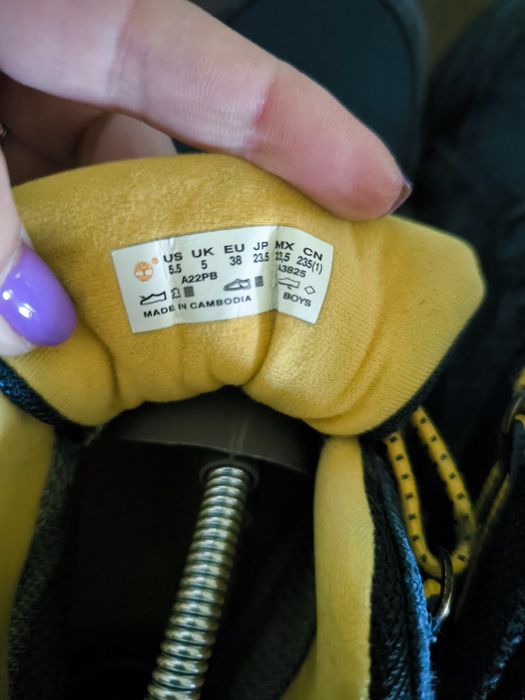 US UK EU JP MX CN
5.5 5 38 23.5 23.5 235(1)
A22PB A3825
MADE IN CAMBODIA BOYS